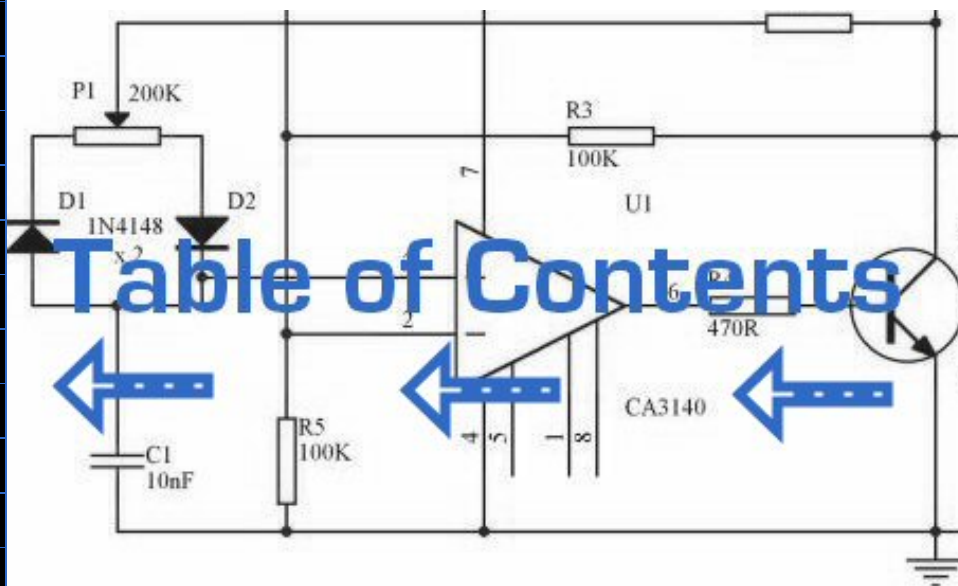 P1 200K
R3
100K
7
U1
D1
D2
1N4148
x 2
Table of Contents
6
2
470R
CA3140
R5
100K
4
5
1
8
C1
10nF